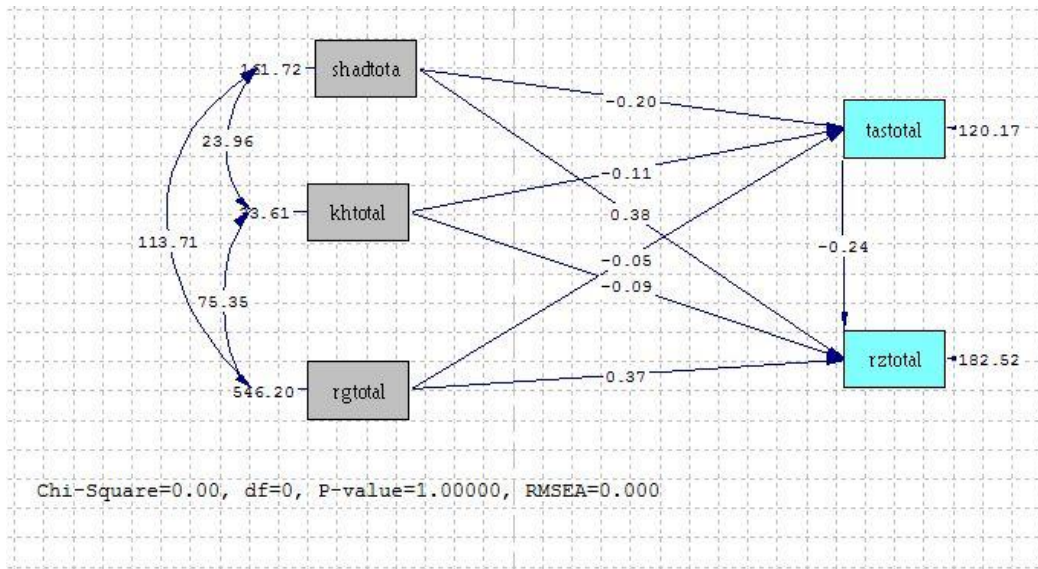 161.72
shadtota
-0.20
tastotal
120.17
23.96
-0.11
33.61
khtotal
0.38
113.71
-0.24
-0.05
-0.09
75.35
rztotal
182.52
0.37
546.20
rgtotal
Chi-Square=0.00, df=0, P-value=1.00000, RMSEA=0.000